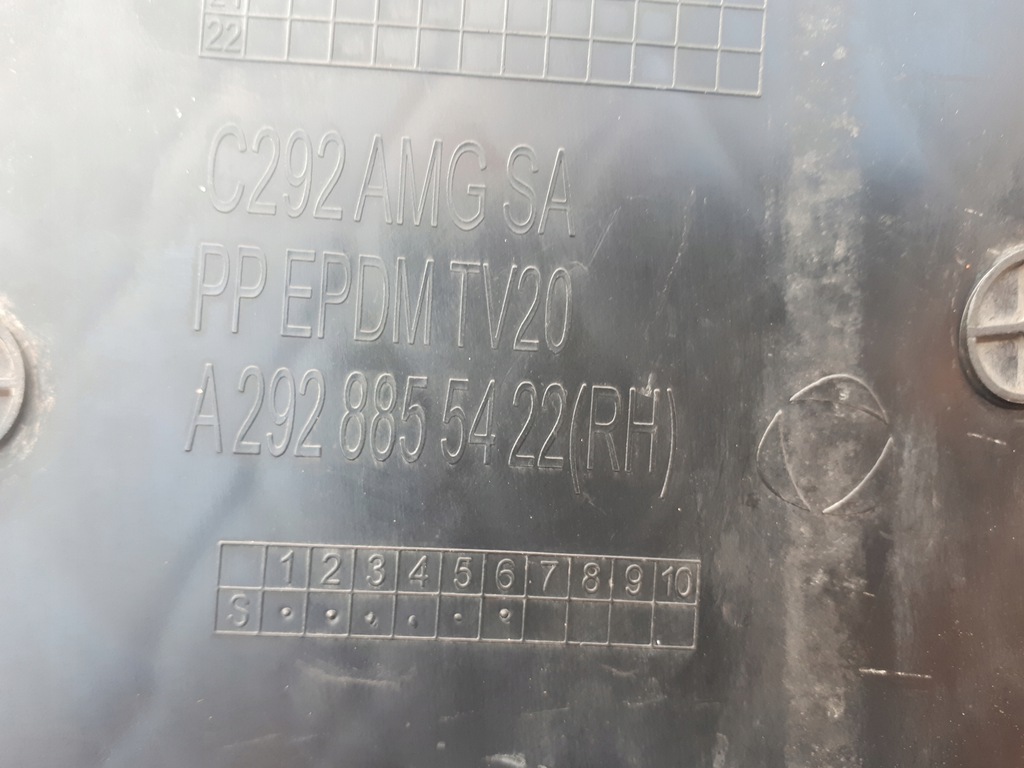 22
C292 AMG SA
PP EPDM TV20
A 292 885 54 22(RH)
1 2 3 4 5 6 7 8 9 10
S